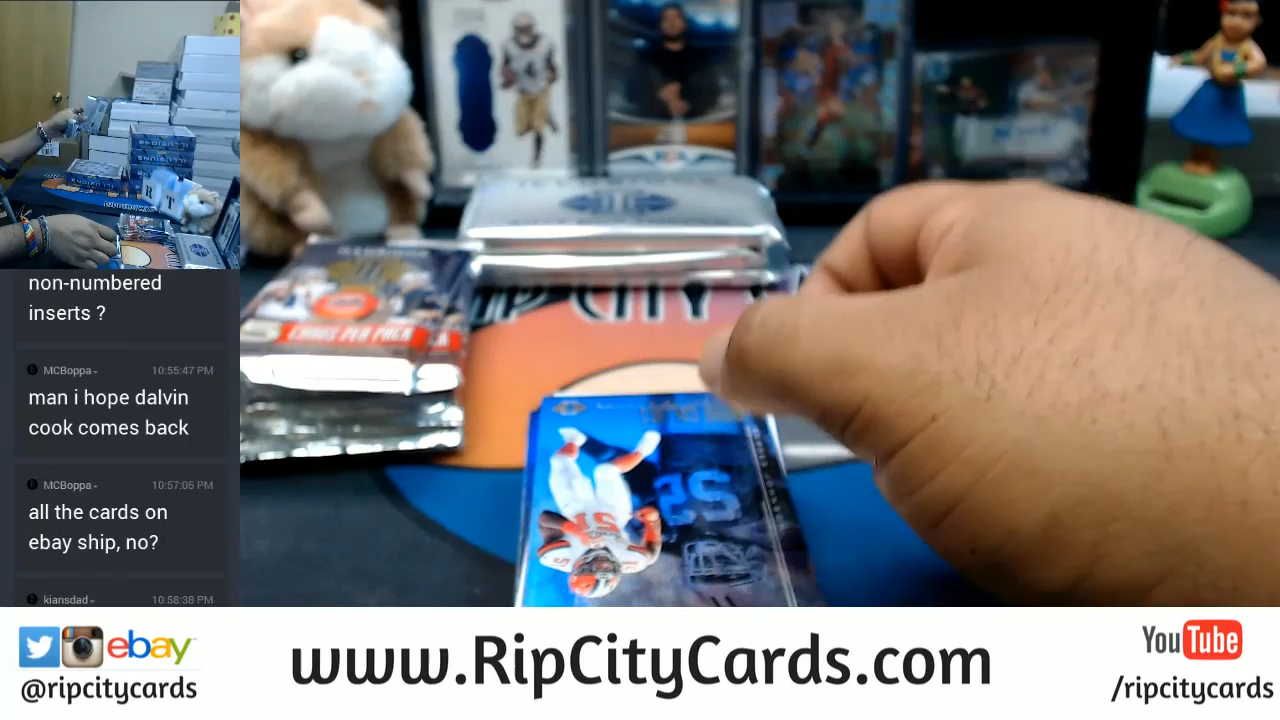 non-numbered
inserts ?
MCBoppa 10:55:47 PM
man i hope dalvin
cook comes back
MCBoppa 10:57:05 PM
all the cards on
ebay ship, no?
kiansdad 10:58:38 PM
CARDS PER PACK
CITY
25
ebay
@ripcitycards
www.RipCityCards.com
YouTube
/ripcitycards